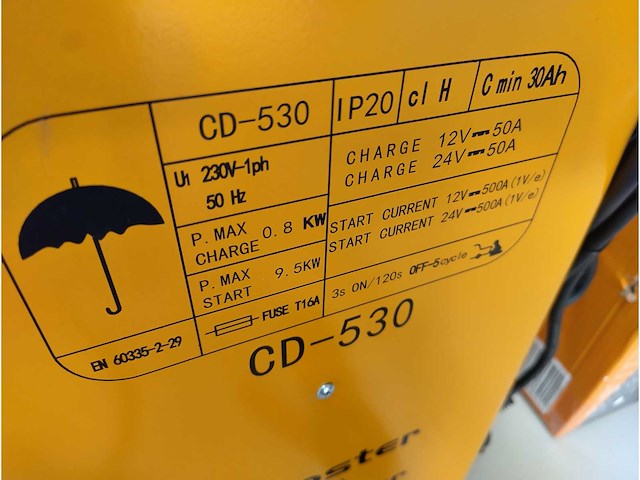 CD-530
IP20
cl H
C min 30Ah
U1 230V-1ph
50 Hz
CHARGE 12V⎓50A
CHARGE 24V⎓50A
P. MAX
CHARGE 0.8 KW
START CURRENT 12V⎓500A(1V/e)
START CURRENT 24V⎓500A(1V/e)
P. MAX
START 9.5KW
3s ON/120s OFF-5cycle
EN 60335-2-29
FUSE T16A
CD-530